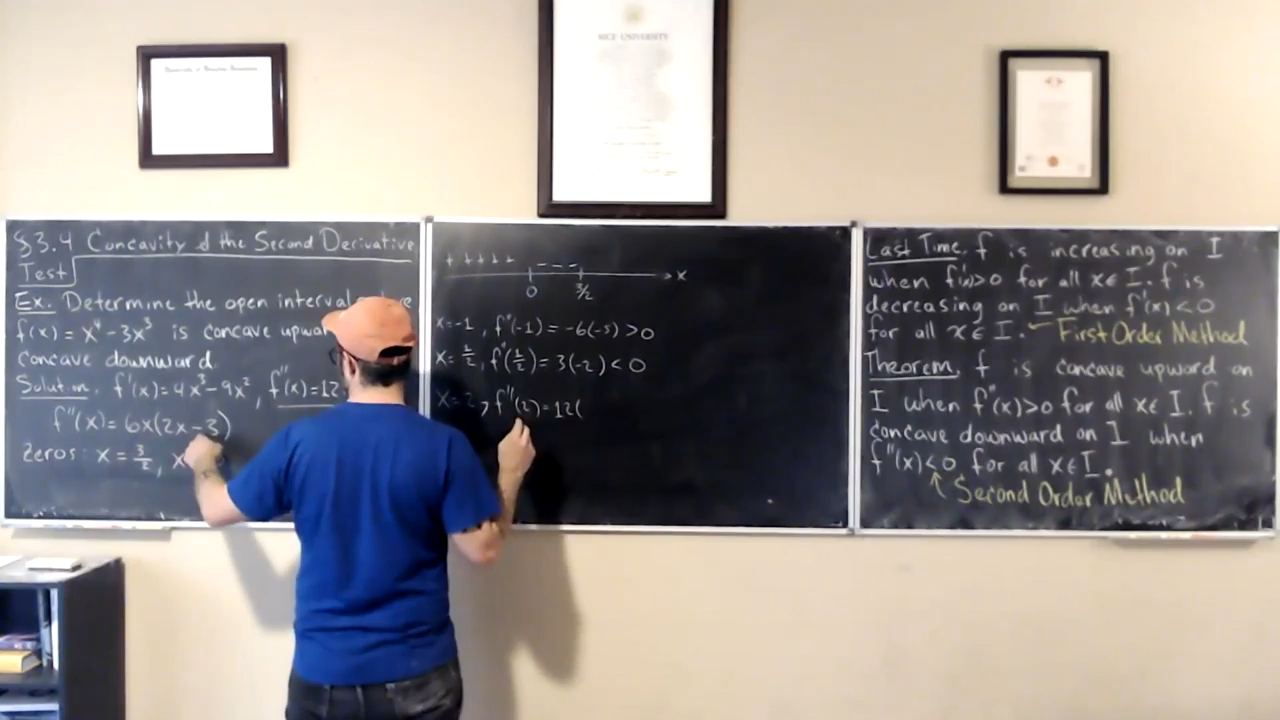 RICE UNIVERSITY
§3.4 Concavity & the Second Derivative
Test
Ex. Determine the open interval
f(x) = x⁴ - 3x³ is concave upwar
concave downward.
Solution. f'(x) = 4x³ - 9x², f''(x) = 12
f''(x) = 6x(2x - 3)
Zeros: x = 3/2, x
+ + + + + - - -
0 3/2 x
x = -1, f''(-1) = -6(-5) > 0
x = 1/2, f''(1/2) = 3(-2) < 0
x = 2, f''(2) = 12(
Last Time. f is increasing on I
when f'(x)>0 for all x∈I. f is
decreasing on I when f'(x)<0
for all x∈I. ← First Order Method
Theorem. f is concave upward on
I when f''(x)>0 for all x∈I. f is
concave downward on I when
f''(x)<0 for all x∈I.
↑ Second Order Method